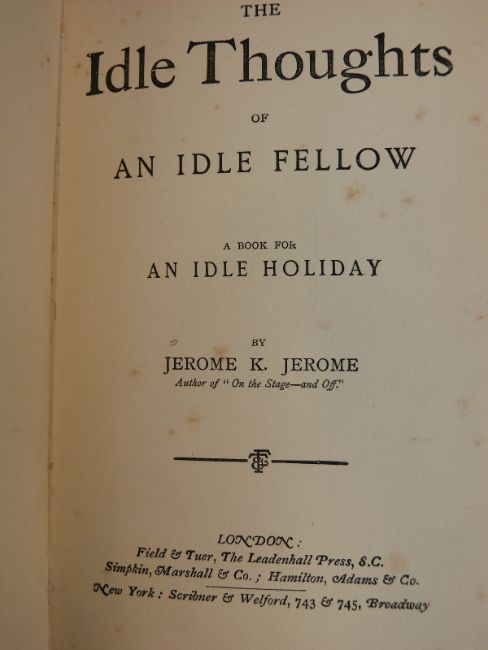 THE
Idle Thoughts
OF
AN IDLE FELLOW
A BOOK FOR
AN IDLE HOLIDAY
BY
JEROME K. JEROME
Author of "On the Stage—and Off."
LONDON:
Field & Tuer, The Leadenhall Press, E.C.
Simpkin, Marshall & Co.; Hamilton, Adams & Co.
New York: Scribner & Welford, 743 & 745, Broadway